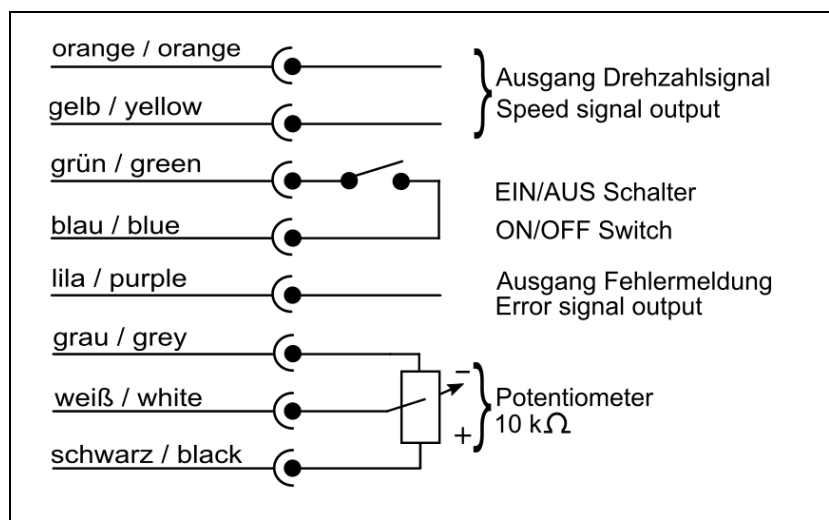 orange / orange
gelb / yellow
Ausgang Drehzahlsignal
Speed signal output
grün / green
blau / blue
EIN/AUS Schalter
ON/OFF Switch
lila / purple
Ausgang Fehlermeldung
Error signal output
grau / grey
weiß / white
schwarz / black
−
+
Potentiometer
10 kΩ